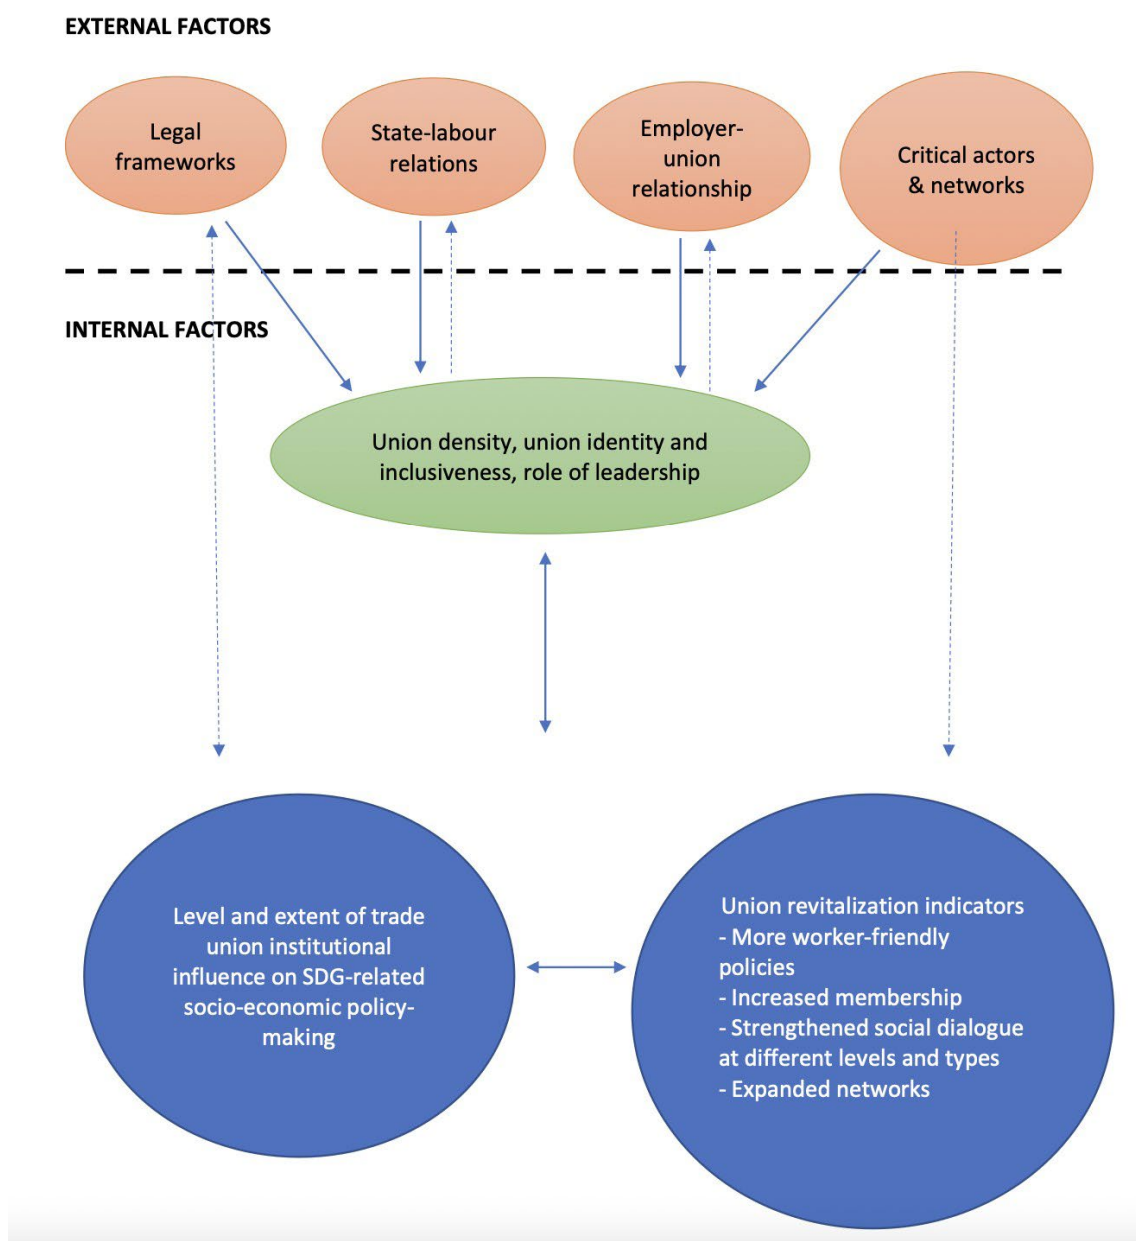 EXTERNAL FACTORS
Legal
frameworks
State-labour
relations
Employer-
union
relationship
Critical actors
& networks
INTERNAL FACTORS
Union density, union identity and
inclusiveness, role of leadership
Level and extent of trade
union institutional
influence on SDG-related
socio-economic policy-
making
Union revitalization indicators
- More worker-friendly
policies
- Increased membership
- Strengthened social dialogue
at different levels and types
- Expanded networks